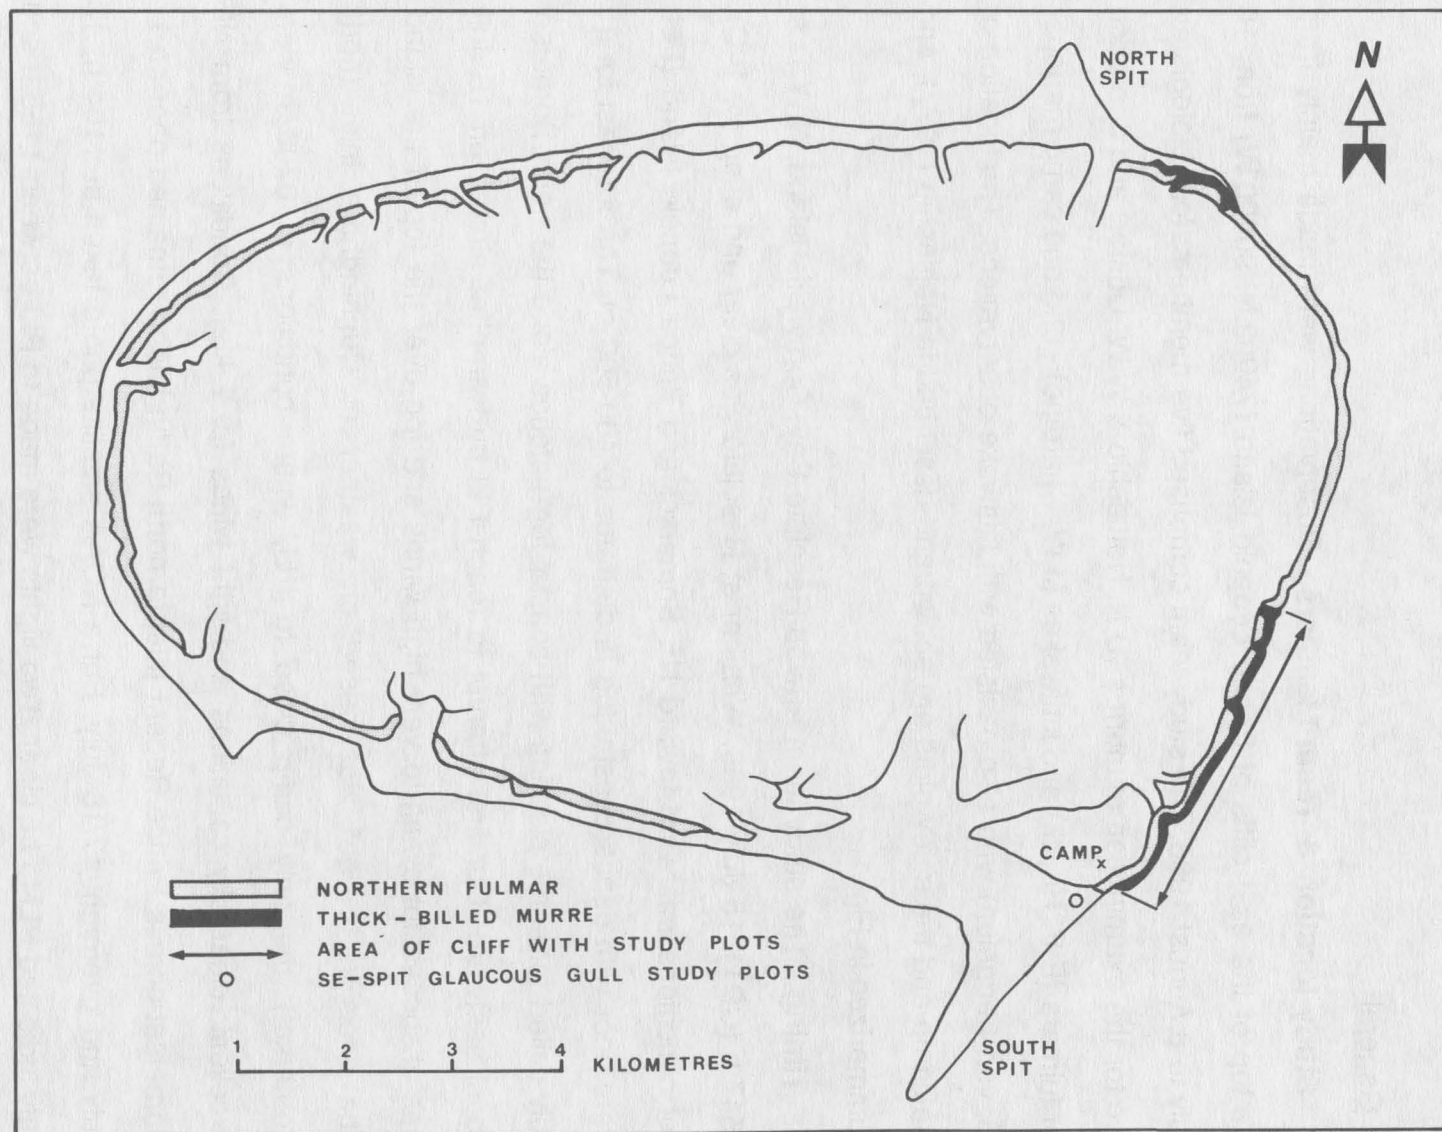 NORTH
SPIT
N
CAMP
x
NORTHERN FULMAR
THICK-BILLED MURRE
AREA OF CLIFF WITH STUDY PLOTS
SE-SPIT GLAUCOUS GULL STUDY PLOTS
1 2 3 4
KILOMETRES
SOUTH
SPIT